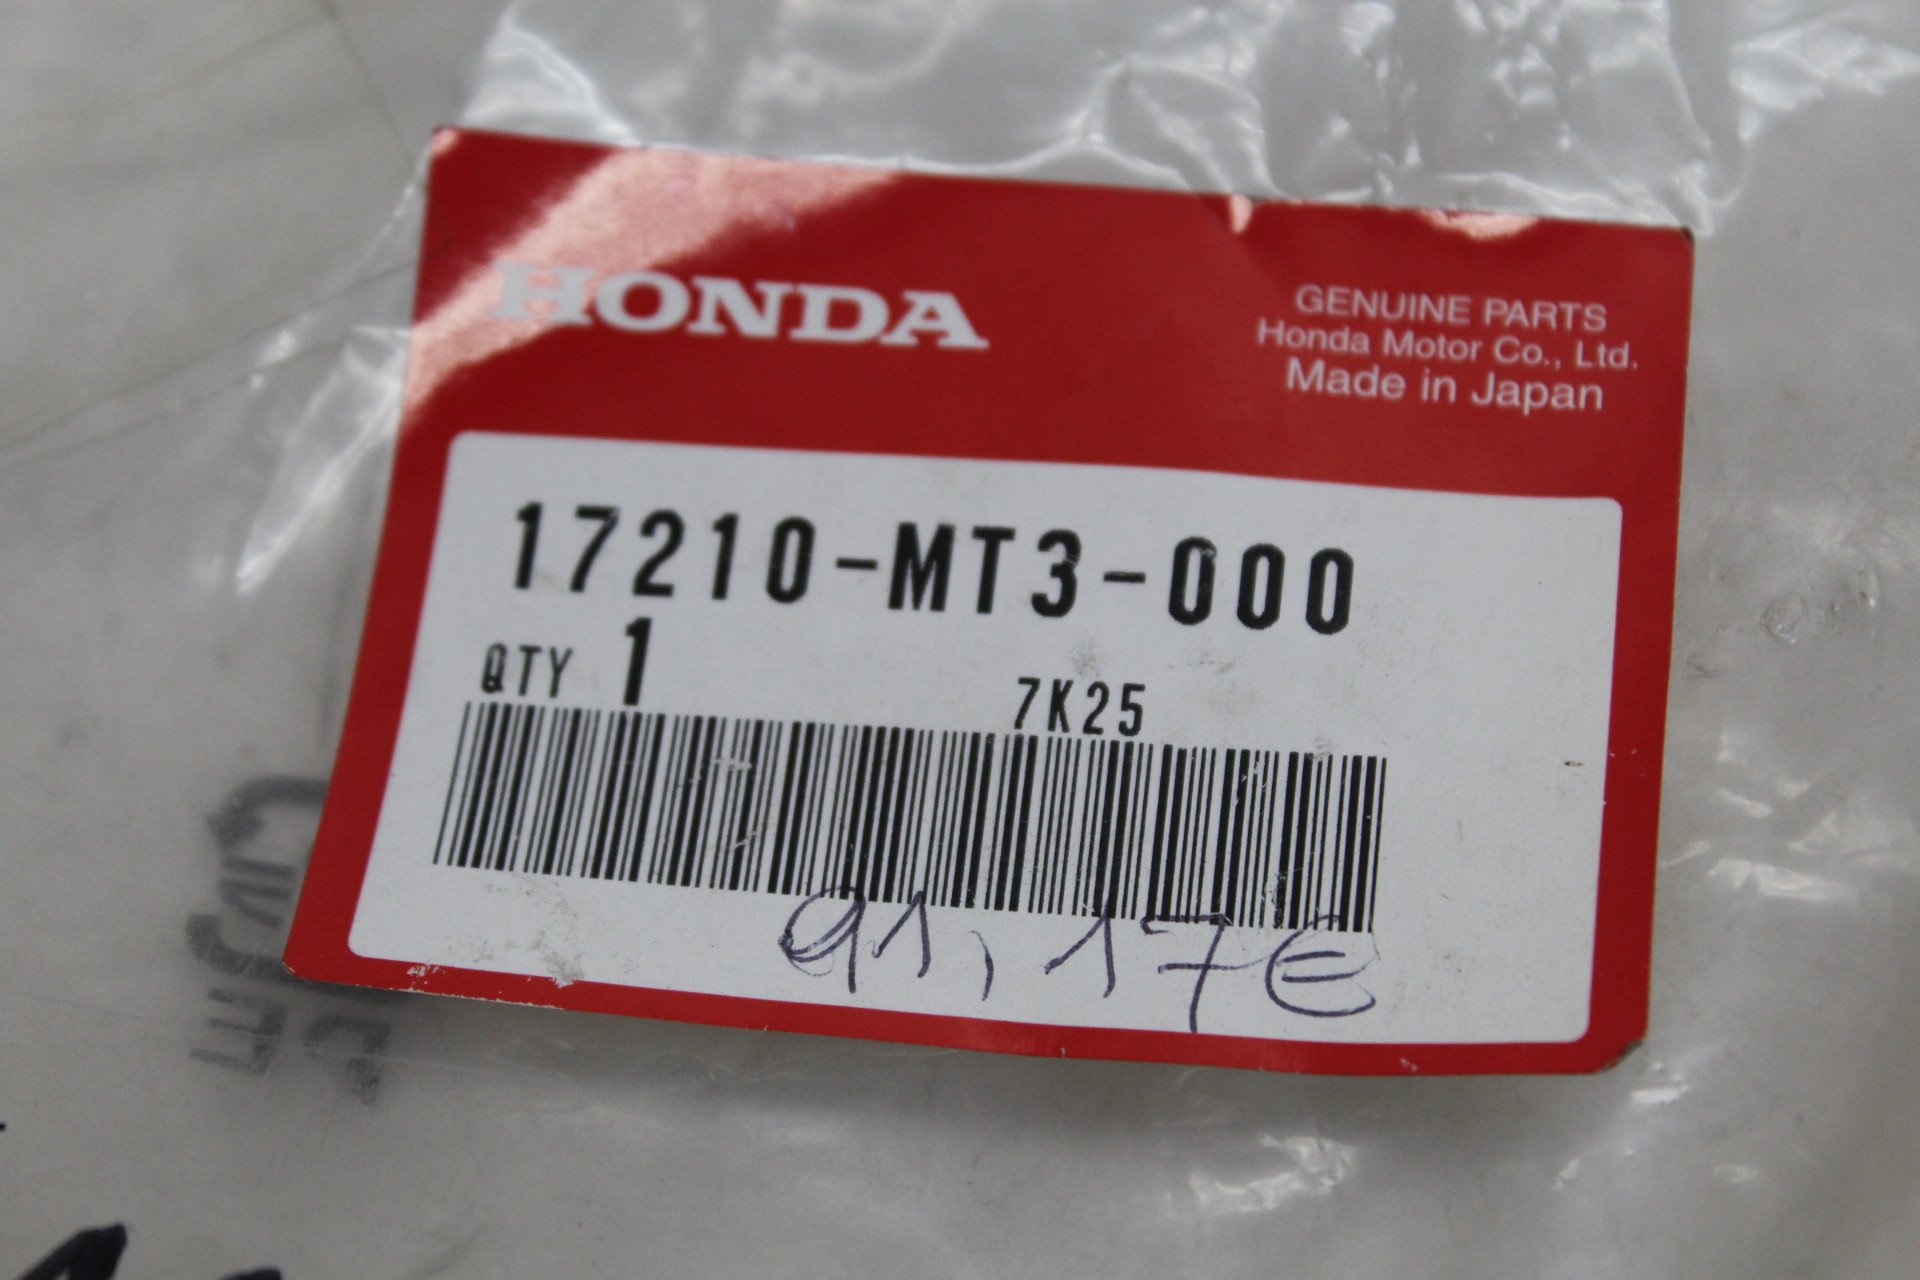 HONDA
GENUINE PARTS
Honda Motor Co., Ltd.
Made in Japan
17210-MT3-000
QTY 1
7K25
91,17€